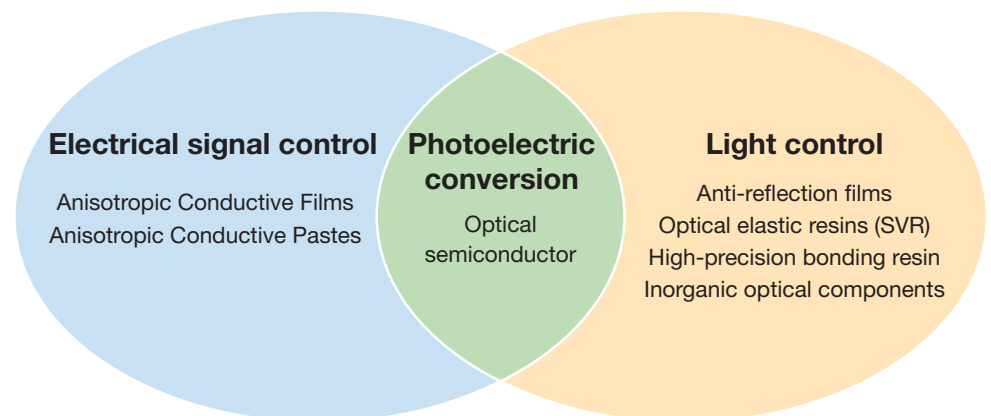 Electrical signal control
Anisotropic Conductive Films
Anisotropic Conductive Pastes
Photoelectric
conversion
Optical
semiconductor
Light control
Anti-reflection films
Optical elastic resins (SVR)
High-precision bonding resin
Inorganic optical components